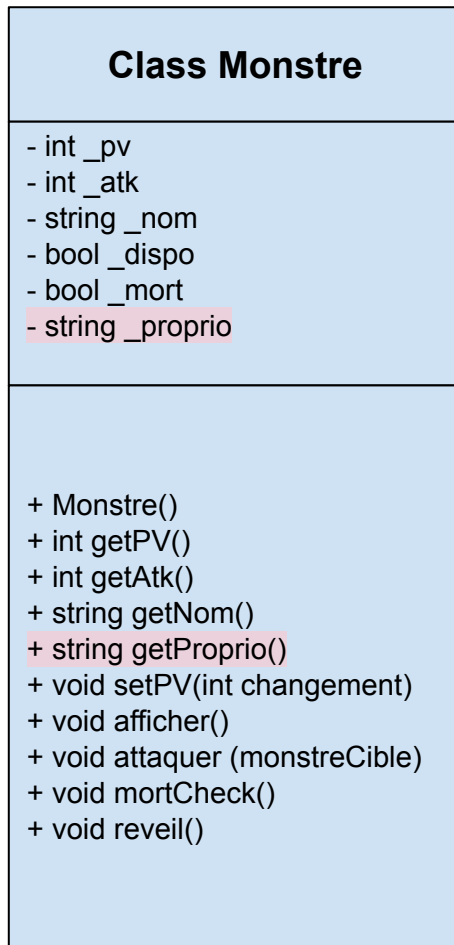 Class Monstre
- int _pv
- int _atk
- string _nom
- bool _dispo
- bool _mort
- string _proprio
+ Monstre()
+ int getPV()
+ int getAtk()
+ string getNom()
+ string getProprio()
+ void setPV(int changement)
+ void afficher()
+ void attaquer (monstreCible)
+ void mortCheck()
+ void reveil()